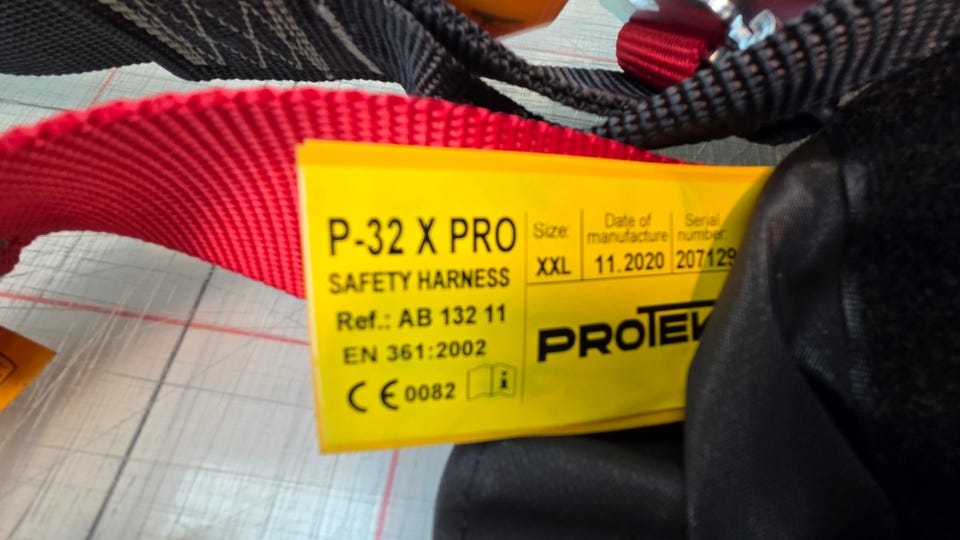 P-32 X PRO
SAFETY HARNESS
Ref.: AB 132 11
EN 361:2002
CE 0082
Size:
XXL
Date of
manufacture
11.2020
Serial
number:
207129
PROTEK